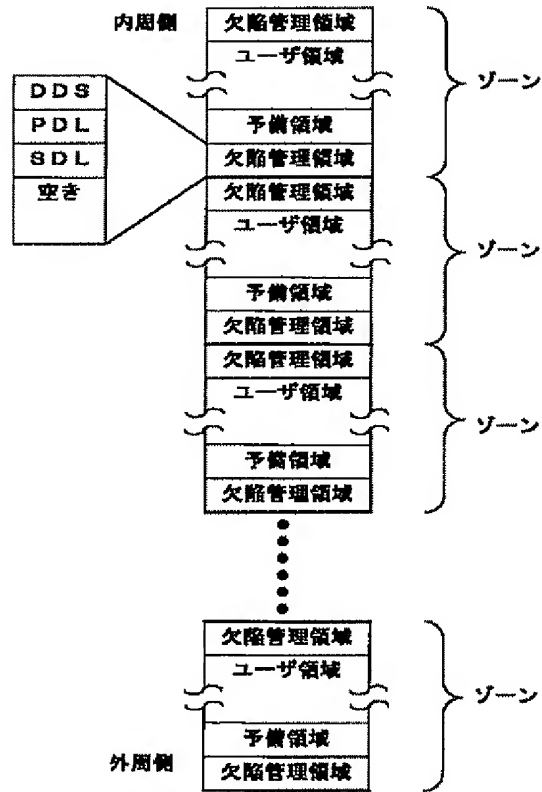 内周側
欠陥管理領域
ユーザ領域
ゾーン
DDS
PDL
SDL
空き
予備領域
欠陥管理領域
欠陥管理領域
ユーザ領域
ゾーン
予備領域
欠陥管理領域
欠陥管理領域
ユーザ領域
ゾーン
予備領域
欠陥管理領域
欠陥管理領域
ユーザ領域
ゾーン
予備領域
外周側
欠陥管理領域